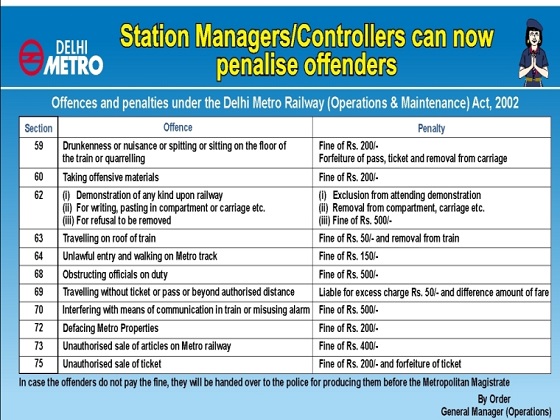 DELHI
METRO
Station Managers/Controllers can now
penalise offenders
Offences and penalties under the Delhi Metro Railway (Operations & Maintenance) Act, 2002
Section Offence Penalty
59 Drunkenness or nuisance or spitting or sitting on the floor of Fine of Rs. 200/-
the train or quarrelling Forfeiture of pass, ticket and removal from carriage
60 Taking offensive materials Fine of Rs. 200/-
62 (i) Demonstration of any kind upon railway (i) Exclusion from attending demonstration
(ii) For writing, pasting in compartment or carriage etc. (ii) Removal from compartment, carriage etc.
(iii) For refusal to be removed (iii) Fine of Rs. 500/-
63 Travelling on roof of train Fine of Rs. 50/- and removal from train
64 Unlawful entry and walking on Metro track Fine of Rs. 150/-
68 Obstructing officials on duty Fine of Rs. 500/-
69 Travelling without ticket or pass or beyond authorised distance Liable for excess charge Rs. 50/- and difference amount of fare
70 Interfering with means of communication in train or misusing alarm Fine of Rs. 500/-
72 Defacing Metro Properties Fine of Rs. 200/-
73 Unauthorised sale of articles on Metro railway Fine of Rs. 400/-
75 Unauthorised sale of ticket Fine of Rs. 200/- and forfeiture of ticket
In case the offenders do not pay the fine, they will be handed over to the police for producing them before the Metropolitan Magistrate
By Order
General Manager (Operations)